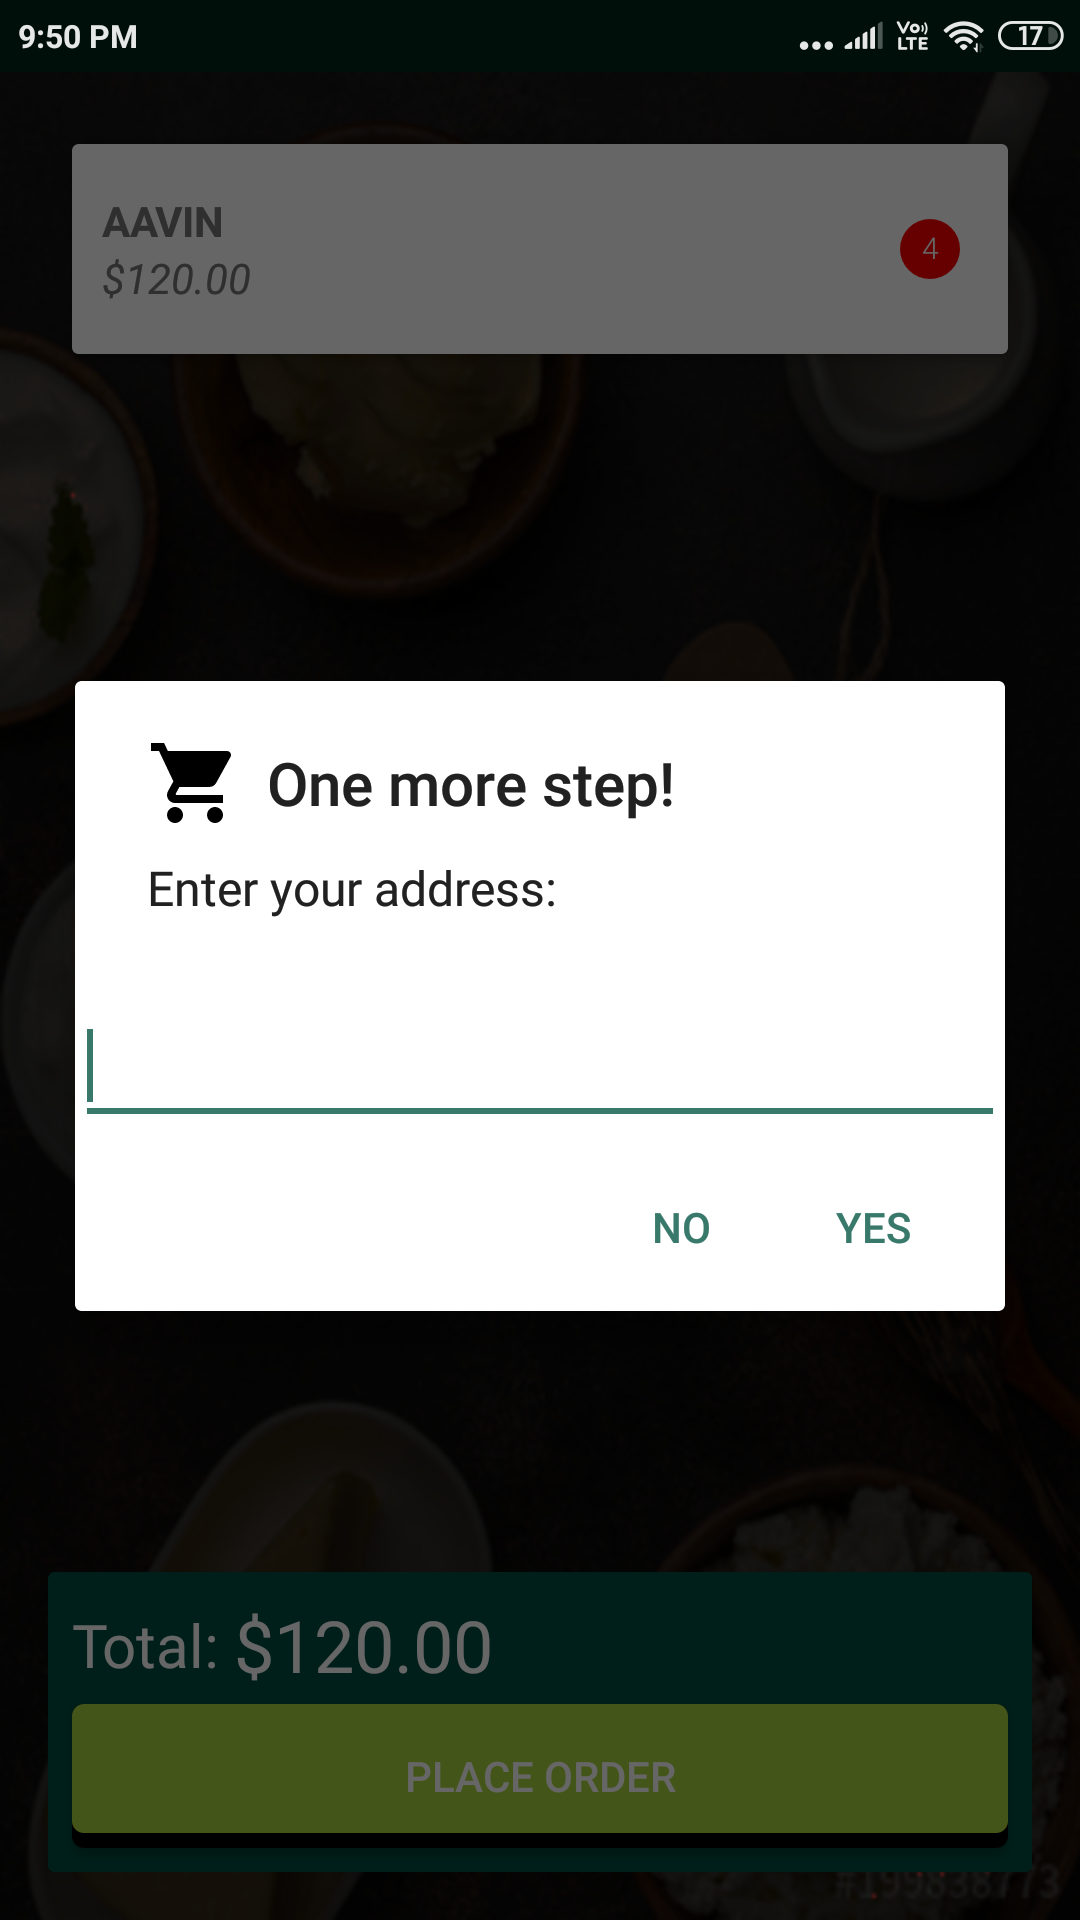 9:50 PM
Vo)) LTE
17
AAVIN
4
$120.00
One more step!
Enter your address:
NO YES
Total: $120.00
PLACE ORDER
#199838773